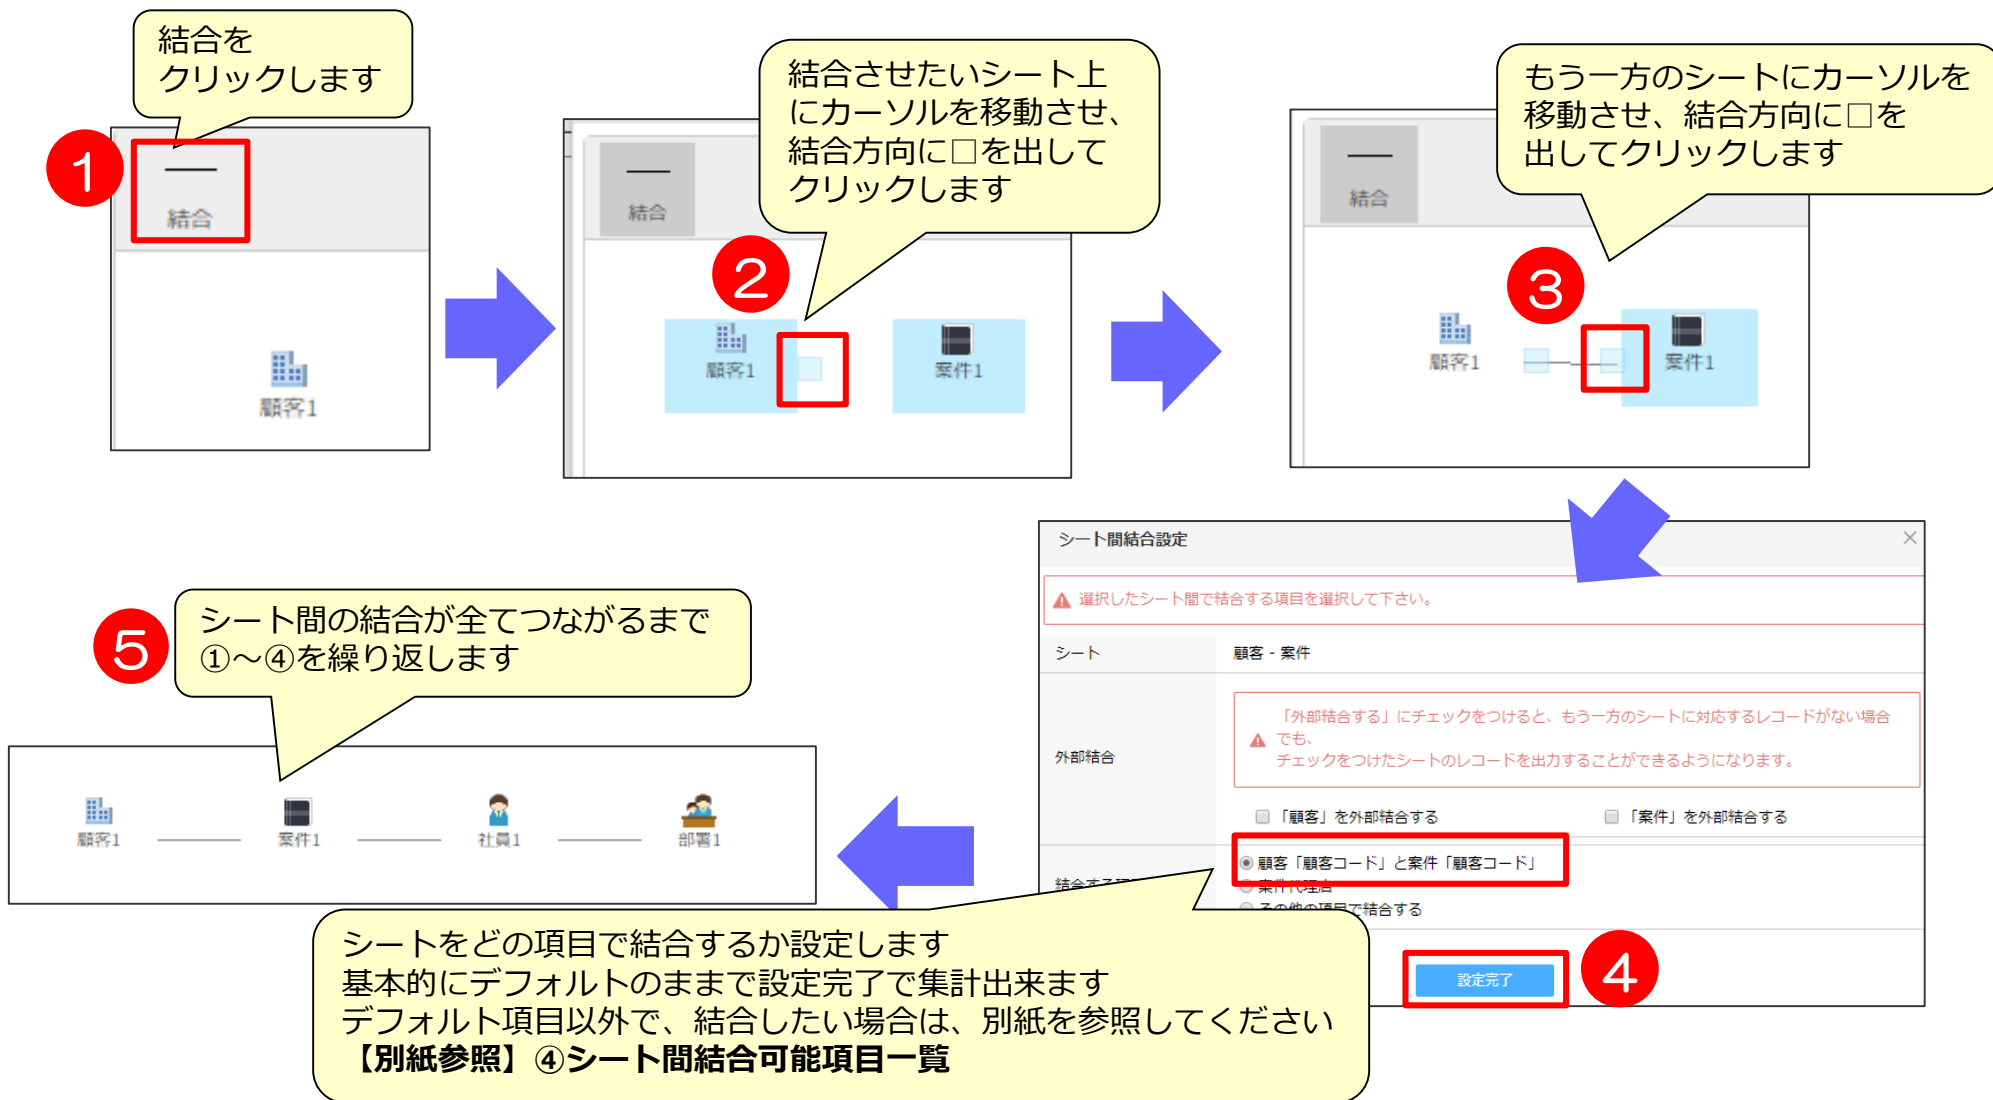 結合を
クリックします
1
結合
顧客1
結合させたいシート上
にカーソルを移動させ、
結合方向に□を出して
クリックします
結合
2
顧客1
案件1
もう一方のシートにカーソルを
移動させ、結合方向に□を
出してクリックします
結合
3
顧客1
案件1
シート間結合設定
×
選択したシート間で結合する項目を選択して下さい。
シート
顧客 - 案件
外部結合
「外部結合する」にチェックをつけると、もう一方のシートに対応するレコードがない場合
でも、
チェックをつけたシートのレコードを出力することができるようになります。
「顧客」を外部結合する
「案件」を外部結合する
顧客「顧客コード」と案件「顧客コード」
案件代理店
その他の項目で結合する
設定完了
4
シートをどの項目で結合するか設定します
基本的にデフォルトのままで設定完了で集計出来ます
デフォルト項目以外で、結合したい場合は、別紙を参照してください
【別紙参照】④シート間結合可能項目一覧
5
シート間の結合が全てつながるまで
①～④を繰り返します
顧客1
案件1
社員1
部署1